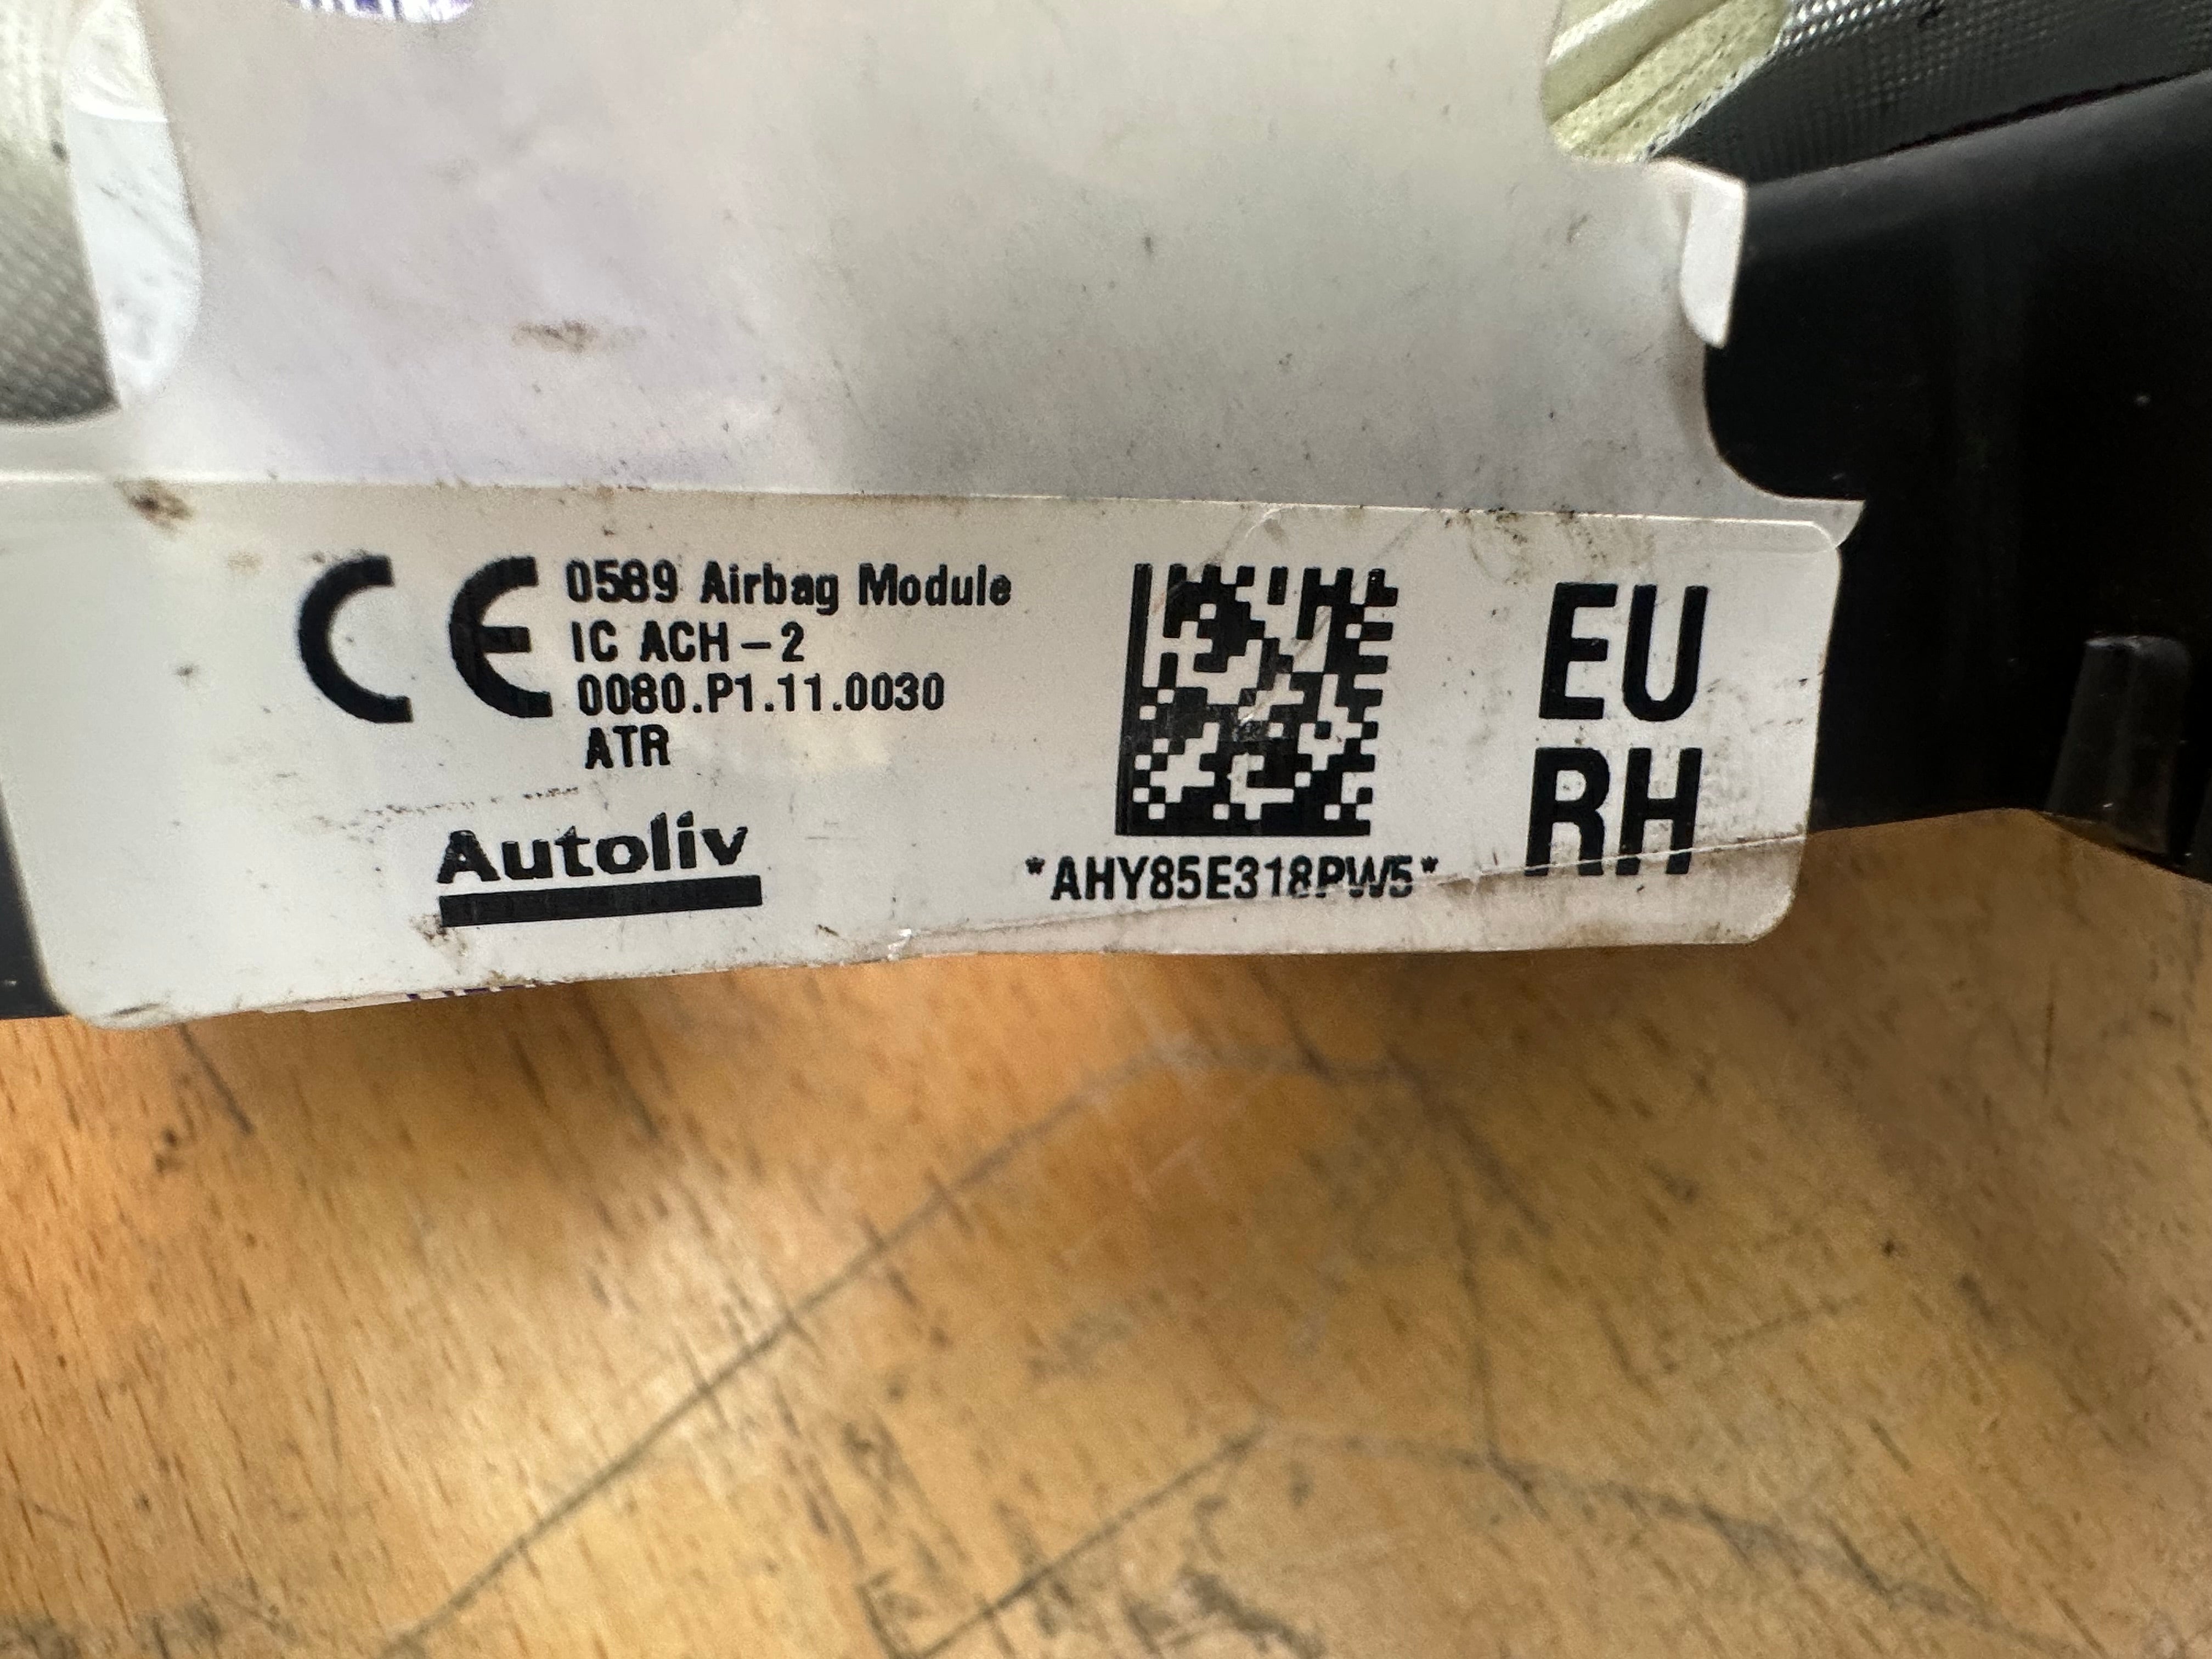 CE 0589 Airbag Module
IC ACH-2
0080.P1.11.0030
ATR
Autoliv
*AHY85E318PW5*
EU
RH